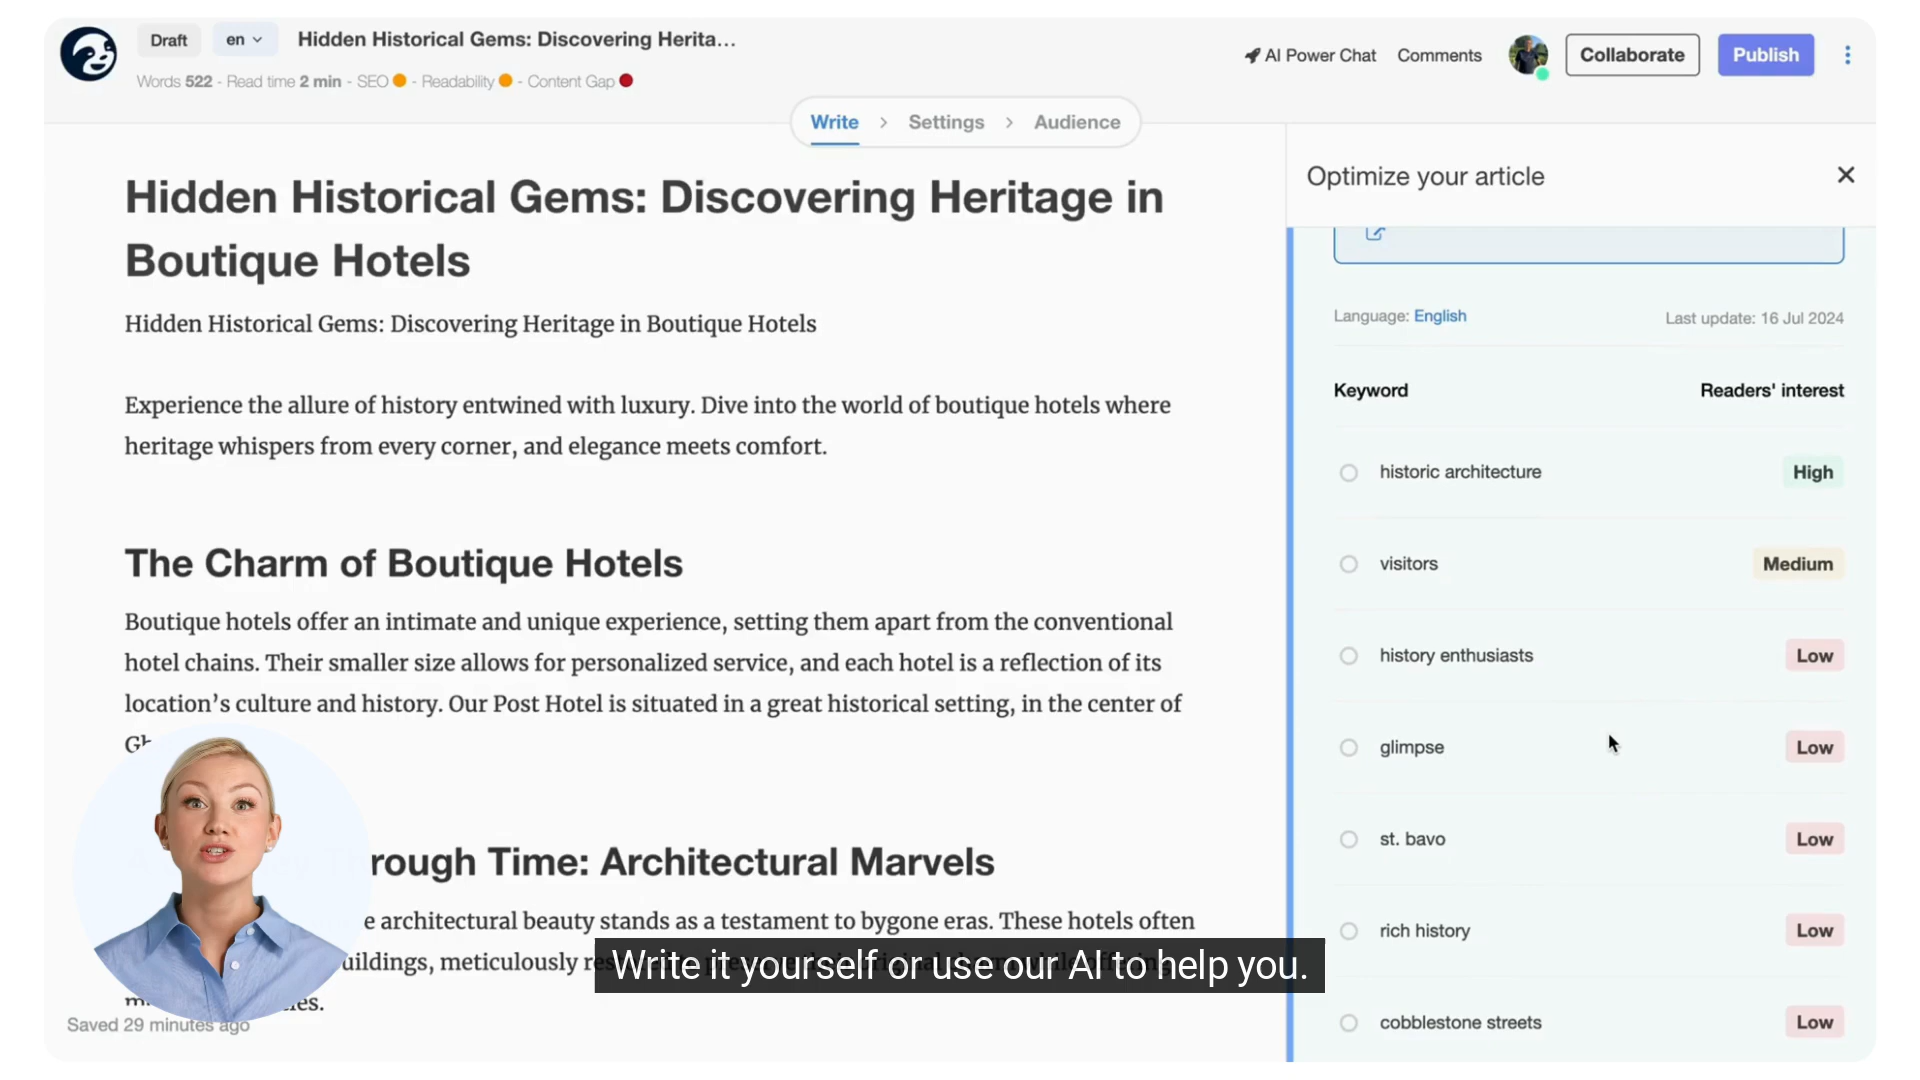 Draft
en
Hidden Historical Gems: Discovering Herita...
AI Power Chat
Comments
Collaborate
Publish
Words 522 - Read time 2 min - SEO - Readability - Content Gap
Write > Settings > Audience
Hidden Historical Gems: Discovering Heritage in
Boutique Hotels
Hidden Historical Gems: Discovering Heritage in Boutique Hotels
Experience the allure of history entwined with luxury. Dive into the world of boutique hotels where
heritage whispers from every corner, and elegance meets comfort.
The Charm of Boutique Hotels
Boutique hotels offer an intimate and unique experience, setting them apart from the conventional
hotel chains. Their smaller size allows for personalized service, and each hotel is a reflection of its
location’s culture and history. Our Post Hotel is situated in a great historical setting, in the center of
Through Time: Architectural Marvels
architectural beauty stands as a testament to bygone eras. These hotels often
uildings, meticulously
Write it yourself or use our AI to help you.
Saved 29 minutes ago
Optimize your article
Language: English
Last update: 16 Jul 2024
Keyword
Readers' interest
historic architecture
High
visitors
Medium
history enthusiasts
Low
glimpse
Low
st. bavo
Low
rich history
Low
cobblestone streets
Low